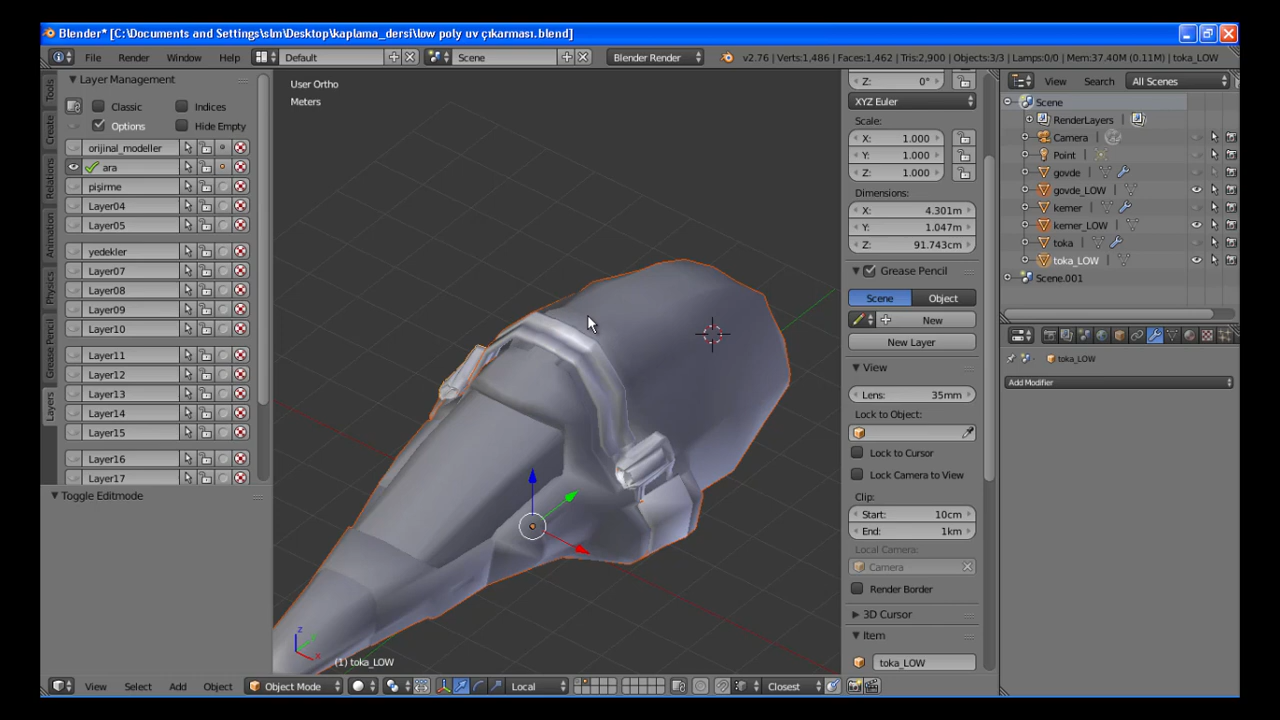 Blender* [C:\Documents and Settings\slm\Desktop\kaplama_dersi\low poly uv çıkarması.blend]
File Render Window Help Default Scene Blender Render v2.76 | Verts:1,486 | Faces:1,462 | Tris:2,900 | Objects:3/3 | Lamps:0/0 | Mem:37.40M (0.11M) | toka_LOW
Tools
Create
Relations
Animation
Physics
Grease Pencil
Layers
Layer Management
Classic Indices
Options Hide Empty
orijinal_modeller
ara
pişirme
Layer04
Layer05
yedekler
Layer07
Layer08
Layer09
Layer10
Layer11
Layer12
Layer13
Layer14
Layer15
Layer16
Layer17
Toggle Editmode
User Ortho
Meters
z
x
(1) toka_LOW
View Select Add Object Object Mode Local Closest
Z: 0°
XYZ Euler
Scale:
X: 1.000
Y: 1.000
Z: 1.000
Dimensions:
X: 4.301m
Y: 1.047m
Z: 91.743cm
Grease Pencil
Scene Object
New
New Layer
View
Lens: 35mm
Lock to Object:
Lock to Cursor
Lock Camera to View
Clip:
Start: 10cm
End: 1km
Local Camera:
Camera
Render Border
3D Cursor
Item
toka_LOW
View Search All Scenes
Scene
RenderLayers
Camera
Point
govde
govde_LOW
kemer
kemer_LOW
toka
toka_LOW
Scene.001
toka_LOW
Add Modifier